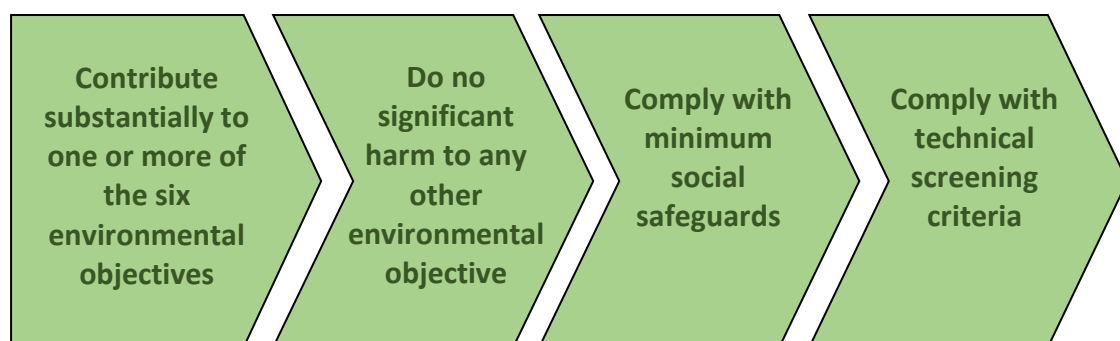 Contribute
substantially to
one or more of
the six
environmental
objectives
Do no
significant
harm to any
other
environmental
objective
Comply with
minimum
social
safeguards
Comply with
technical
screening
criteria